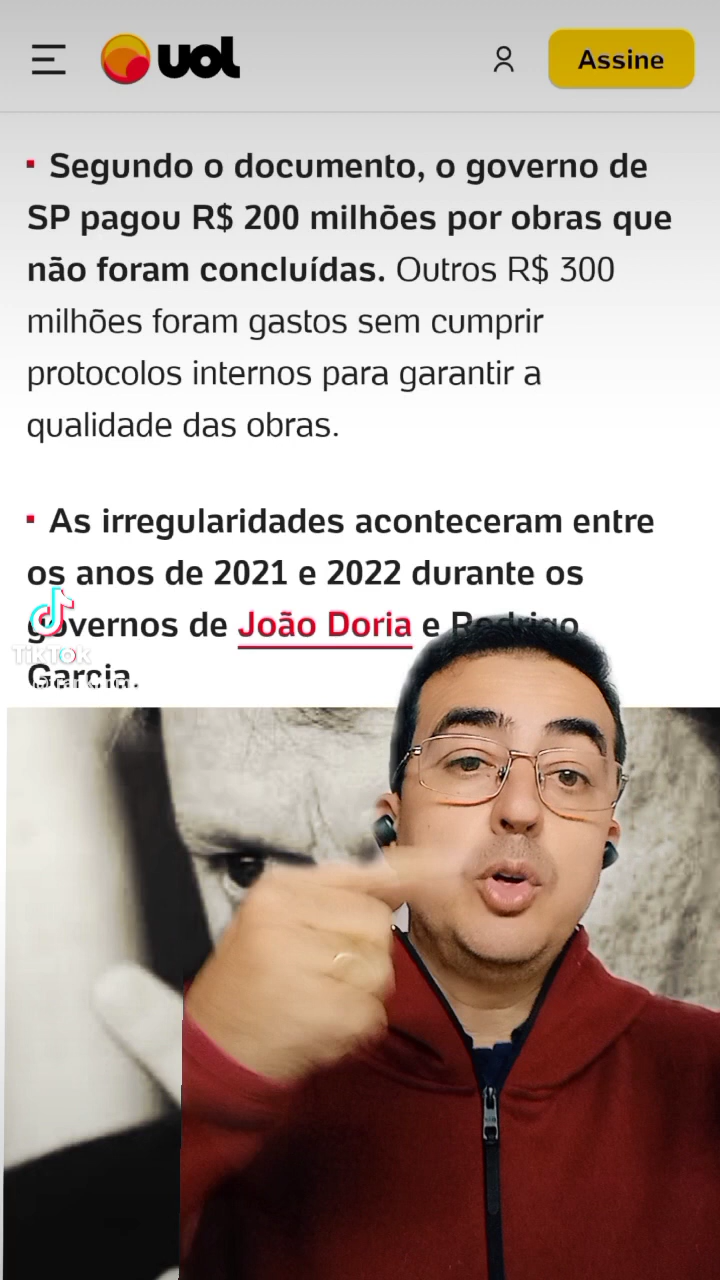 uol
Assine
Segundo o documento, o governo de
SP pagou R$ 200 milhões por obras que
não foram concluídas. Outros R$ 300
milhões foram gastos sem cumprir
protocolos internos para garantir a
qualidade das obras.
As irregularidades aconteceram entre
os anos de 2021 e 2022 durante os
governos de João Doria e Rodrigo
Garcia.
TikTok